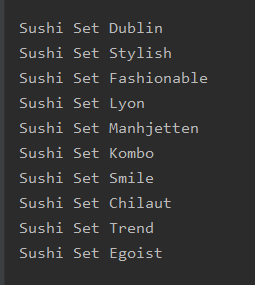 Sushi Set Dublin
Sushi Set Stylish
Sushi Set Fashionable
Sushi Set Lyon
Sushi Set Manhjetten
Sushi Set Kombo
Sushi Set Smile
Sushi Set Chilaut
Sushi Set Trend
Sushi Set Egoist